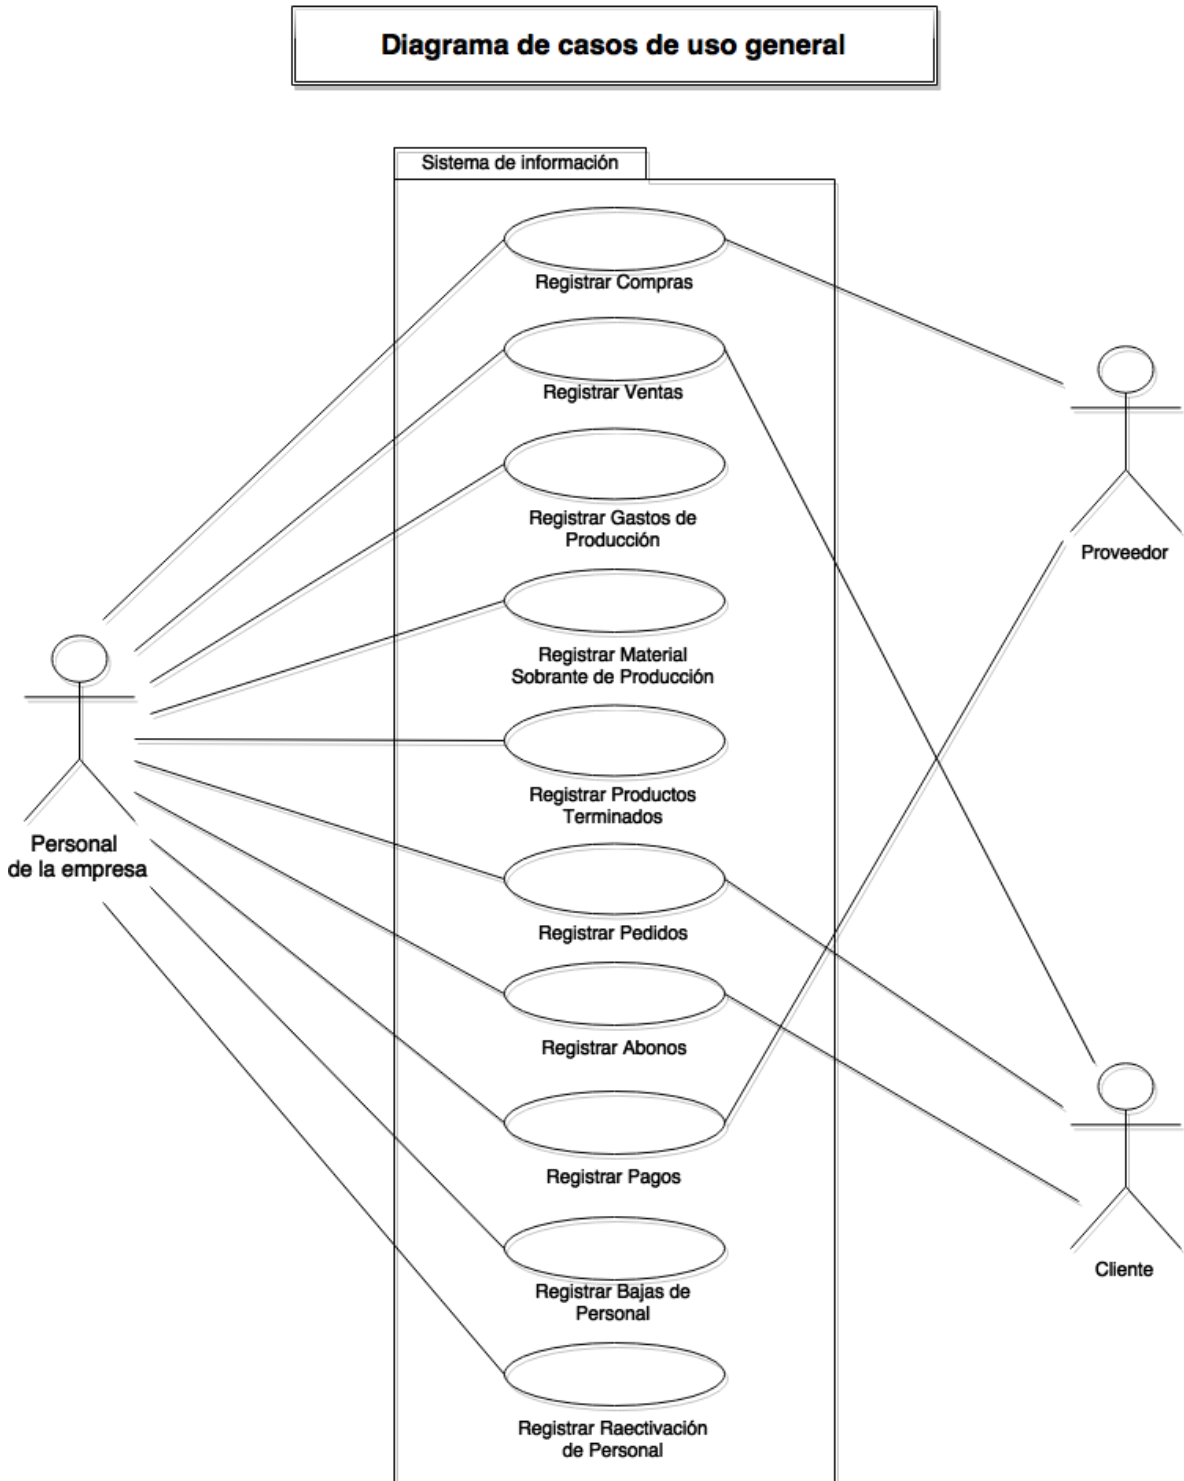 Diagrama de casos de uso general
Sistema de información
Registrar Compras
Registrar Ventas
Registrar Gastos de
Producción
Proveedor
Registrar Material
Sobrante de Producción
Registrar Productos
Terminados
Personal
de la empresa
Registrar Pedidos
Registrar Abonos
Registrar Pagos
Cliente
Registrar Bajas de
Personal
Registrar Raectivación
de Personal